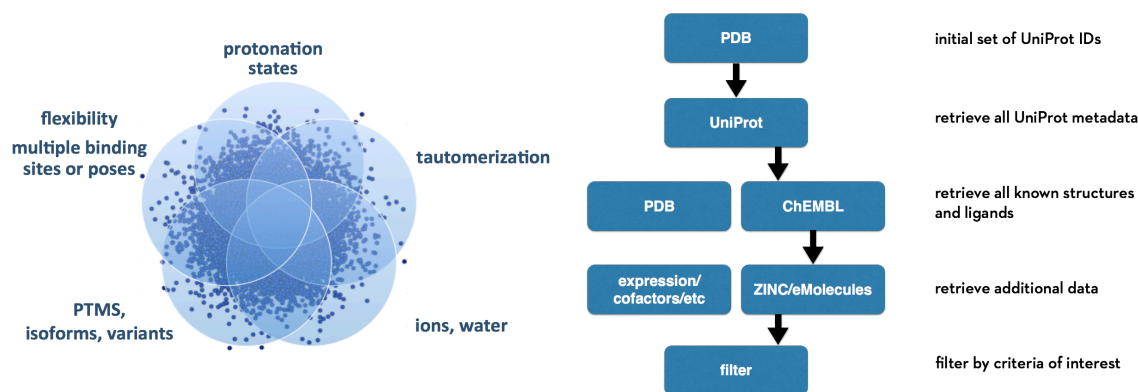 protonation
states
flexibility
multiple binding
sites or poses
tautomerization
PTMS,
isoforms, variants
ions, water
PDB
initial set of UniProt IDs
UniProt
retrieve all UniProt metadata
PDB
ChEMBL
retrieve all known structures
and ligands
expression/
cofactors/etc
ZINC/eMolecules
retrieve additional data
filter
filter by criteria of interest